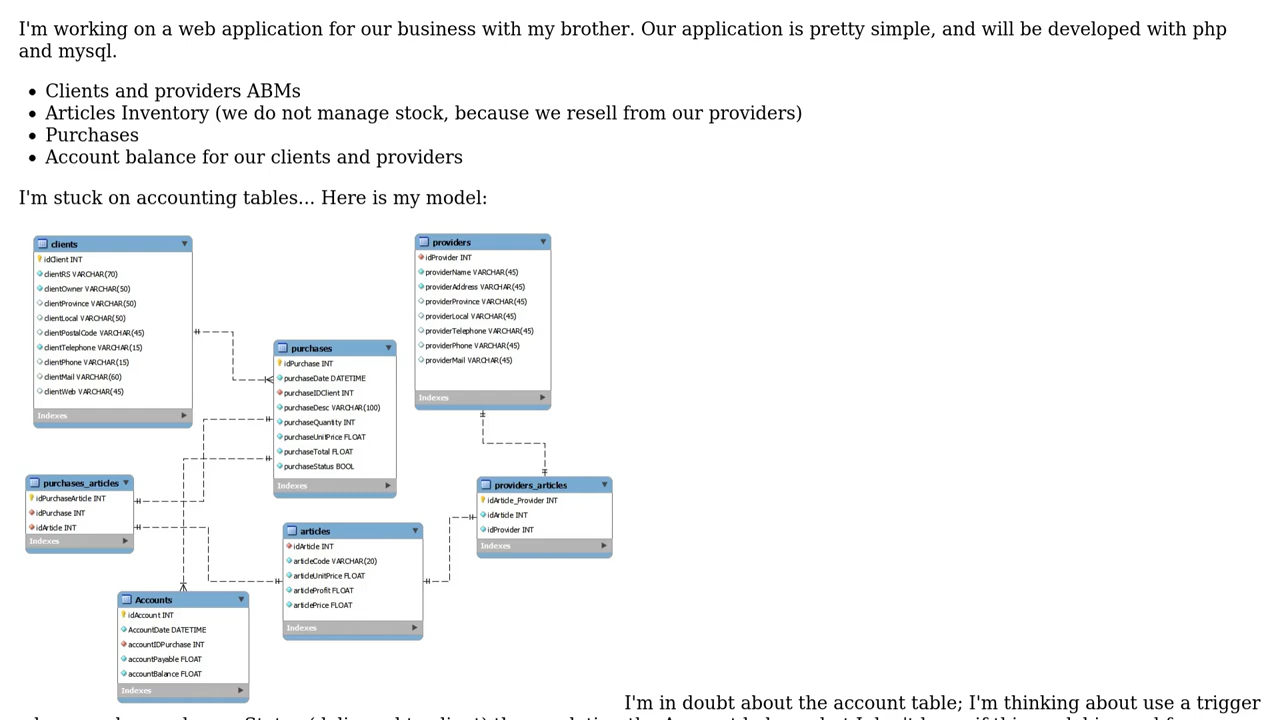 I'm working on a web application for our business with my brother. Our application is pretty simple, and will be developed with php
and mysql.
Clients and providers ABMs
Articles Inventory (we do not manage stock, because we resell from our providers)
Purchases
Account balance for our clients and providers
I'm stuck on accounting tables... Here is my model:
clients
idClient INT
clientRS VARCHAR(70)
clientOwner VARCHAR(50)
clientProvince VARCHAR(50)
clientLocal VARCHAR(50)
clientPostalCode VARCHAR(45)
clientTelephone VARCHAR(15)
clientPhone VARCHAR(15)
clientMail VARCHAR(60)
clientWeb VARCHAR(45)
Indexes
providers
idProvider INT
providerName VARCHAR(45)
providerAddress VARCHAR(45)
providerProvince VARCHAR(45)
providerLocal VARCHAR(45)
providerTelephone VARCHAR(45)
providerPhone VARCHAR(45)
providerMail VARCHAR(45)
Indexes
purchases
idPurchase INT
purchaseDate DATETIME
purchaseIDClient INT
purchaseDesc VARCHAR(100)
purchaseQuantity INT
purchaseUnitPrice FLOAT
purchaseTotal FLOAT
purchaseStatus BOOL
Indexes
purchases_articles
idPurchaseArticle INT
idPurchase INT
idArticle INT
Indexes
providers_articles
idArticle_Provider INT
idArticle INT
idProvider INT
Indexes
articles
idArticle INT
articleCode VARCHAR(20)
articleUnitPrice FLOAT
articleProfit FLOAT
articlePrice FLOAT
Indexes
Accounts
idAccount INT
AccountDate DATETIME
accountIDPurchase INT
accountPayable FLOAT
accountBalance FLOAT
Indexes
I'm in doubt about the account table; I'm thinking about use a trigger